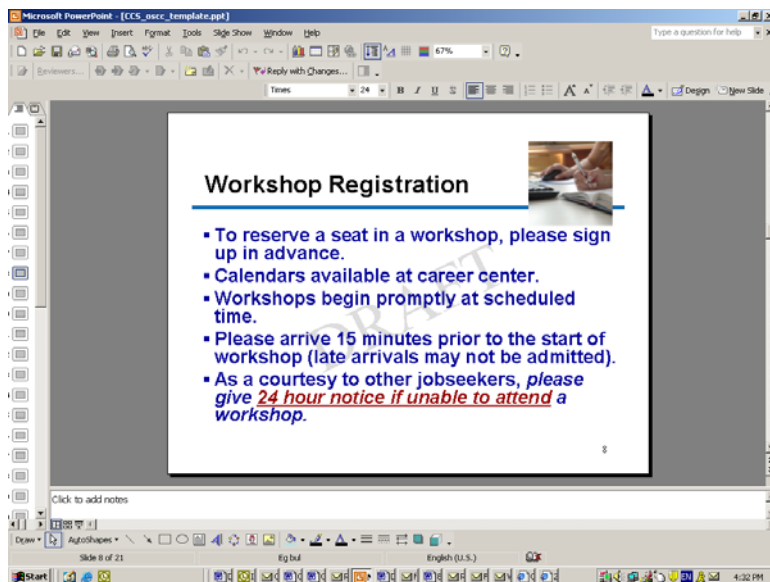 Microsoft PowerPoint - [CCS_oscc_template.ppt]
File Edit View Insert Format Tools Slide Show Window Help
Type a question for help
67%
Reviewers... Reply with Changes...
Times 24 B I U S A A A Design New Slide
Workshop Registration
To reserve a seat in a workshop, please sign
up in advance.
Calendars available at career center.
Workshops begin promptly at scheduled
time.
Please arrive 15 minutes prior to the start of
workshop (late arrivals may not be admitted).
As a courtesy to other jobseekers, please
give 24 hour notice if unable to attend a
workshop.
DRAFT
8
Click to add notes
Draw AutoShapes
Slide 8 of 21 Eg bul English (U.S.)
Start EN 4:32 PM